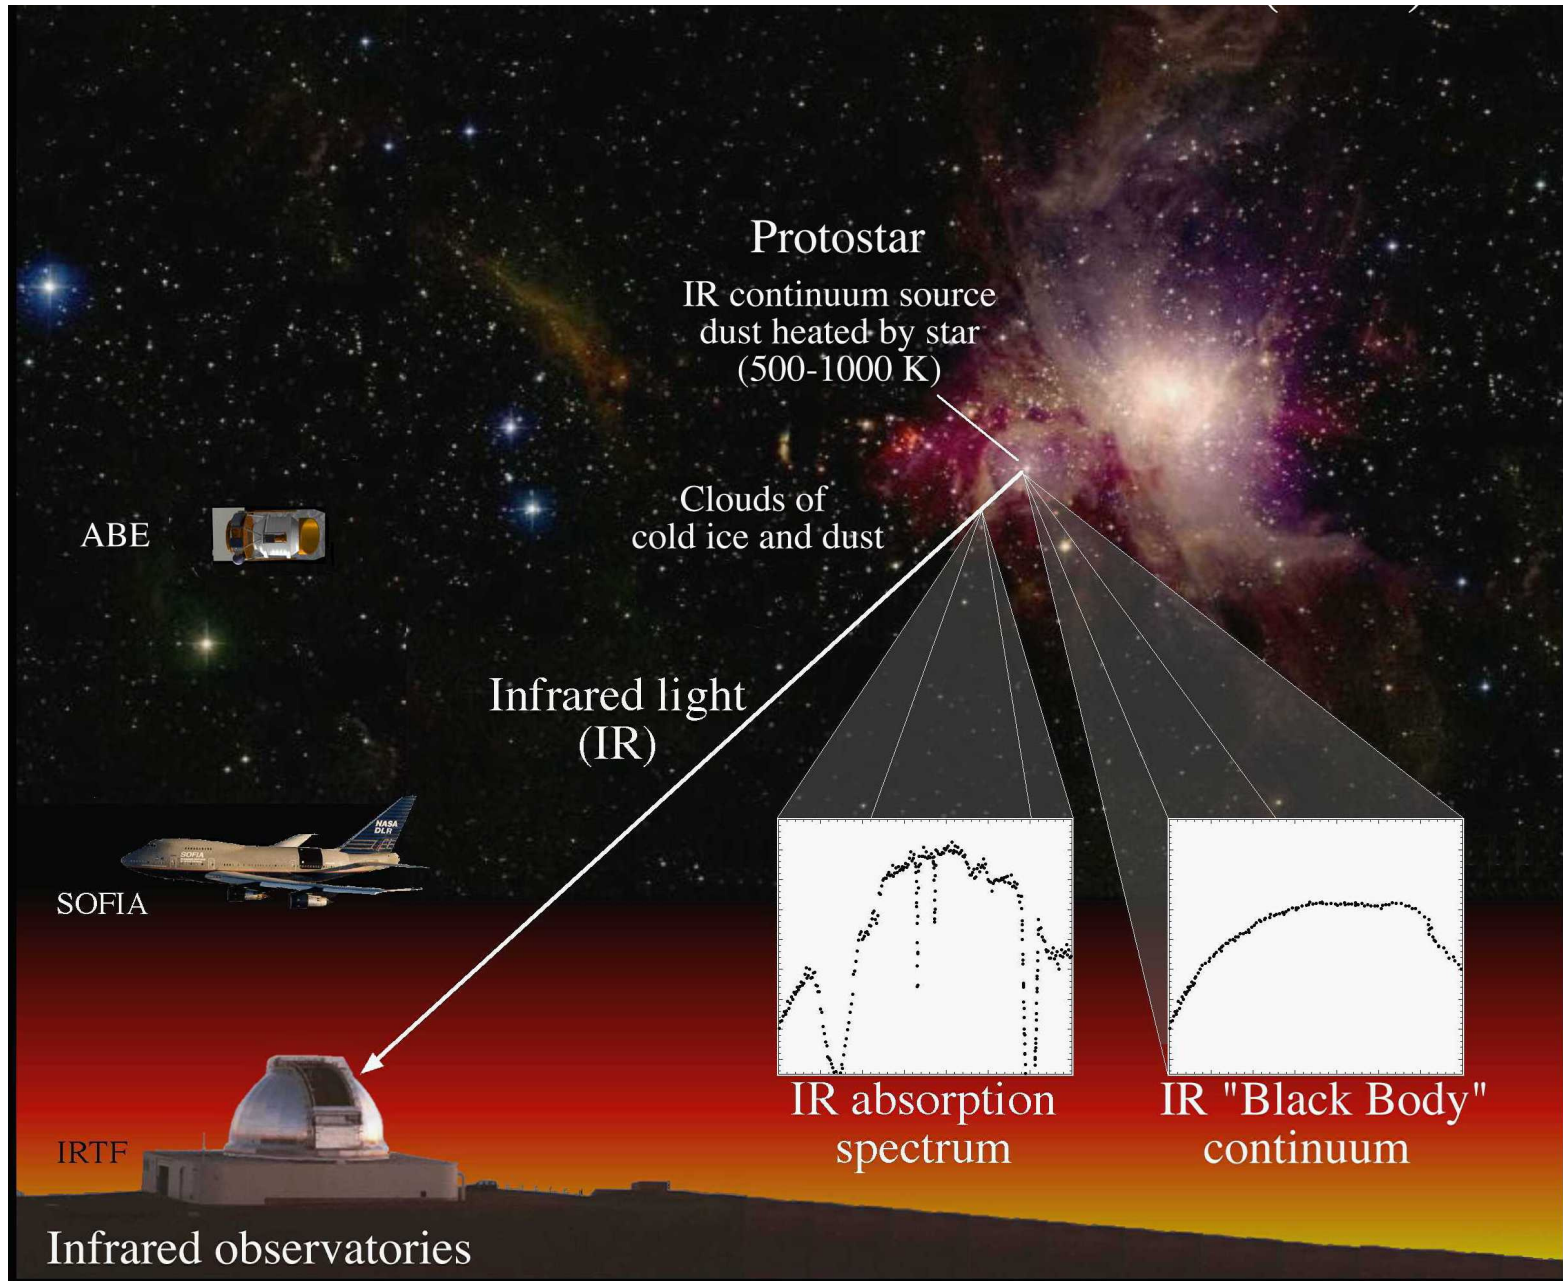 Protostar
IR continuum source
dust heated by star
(500-1000 K)
Clouds of
cold ice and dust
ABE
Infrared light
(IR)
NASA
DLR
SOFIA
SOFIA
IR absorption
spectrum
IR "Black Body"
continuum
IRTF
Infrared observatories